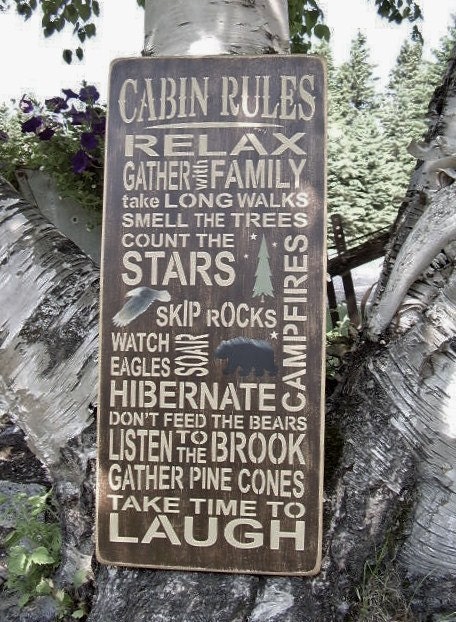 CABIN RULES
RELAX
GATHER with FAMILY
take LONG WALKS
SMELL THE TREES
COUNT THE
STARS
CAMPFIRES
SKIP rOCKS
WATCH
EAGLES
SOAR
HIBERNATE
DON'T FEED THE BEARS
LISTEN TO THE BROOK
GATHER PINE CONES
TAKE TIME TO
LAUGH